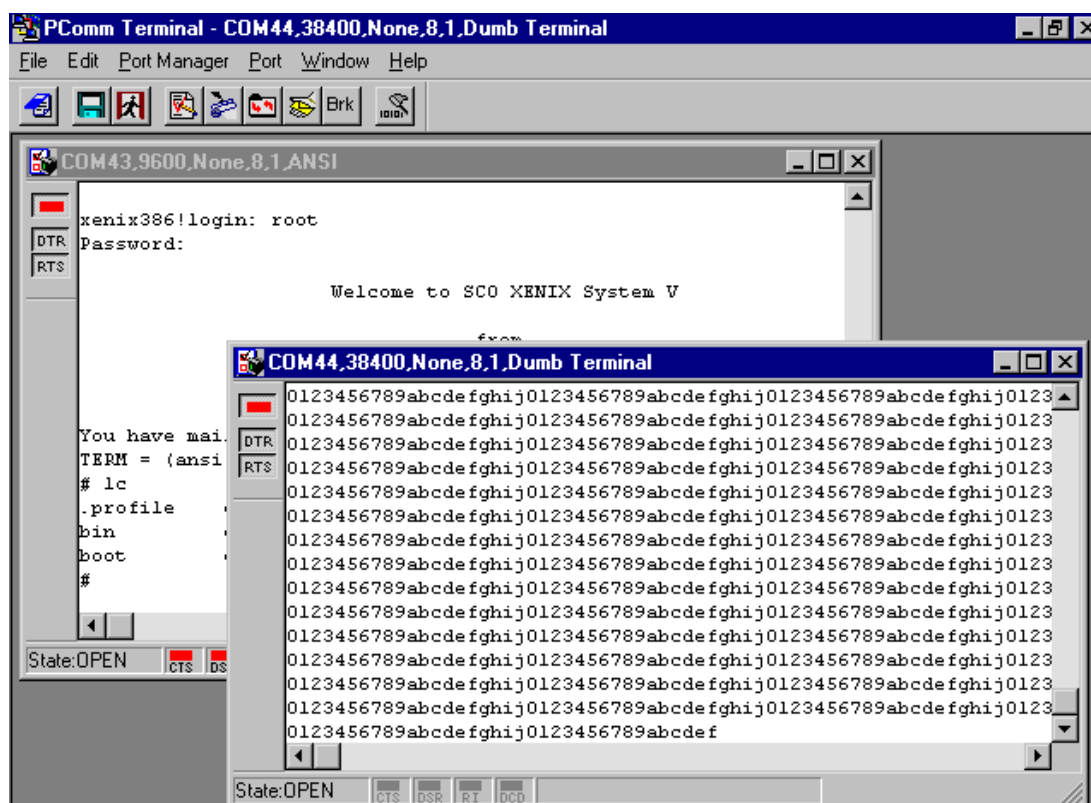 PComm Terminal - COM44,38400,None,8,1,Dumb Terminal
File Edit Port Manager Port Window Help
Brk
COM43,9600,None,8,1,ANSI
DTR
RTS
xenix386!login: root
Password:
Welcome to SCO XENIX System V
from
You have mai
TERM = (ansi
# lc
.profile
bin
boot
#
State:OPEN CTS DS
COM44,38400,None,8,1,Dumb Terminal
DTR
RTS
0123456789abcdefghij0123456789abcdefghij0123456789abcdefghij0123
0123456789abcdefghij0123456789abcdefghij0123456789abcdefghij0123
0123456789abcdefghij0123456789abcdefghij0123456789abcdefghij0123
0123456789abcdefghij0123456789abcdefghij0123456789abcdefghij0123
0123456789abcdefghij0123456789abcdefghij0123456789abcdefghij0123
0123456789abcdefghij0123456789abcdefghij0123456789abcdefghij0123
0123456789abcdefghij0123456789abcdefghij0123456789abcdefghij0123
0123456789abcdefghij0123456789abcdefghij0123456789abcdefghij0123
0123456789abcdefghij0123456789abcdefghij0123456789abcdefghij0123
0123456789abcdefghij0123456789abcdefghij0123456789abcdefghij0123
0123456789abcdefghij0123456789abcdefghij0123456789abcdefghij0123
0123456789abcdefghij0123456789abcdefghij0123456789abcdefghij0123
0123456789abcdefghij0123456789abcdefghij0123456789abcdefghij0123
0123456789abcdefghij0123456789abcdefghij0123456789abcdefghij0123
0123456789abcdefghij0123456789abcdef
State:OPEN CTS DSR RI DCD